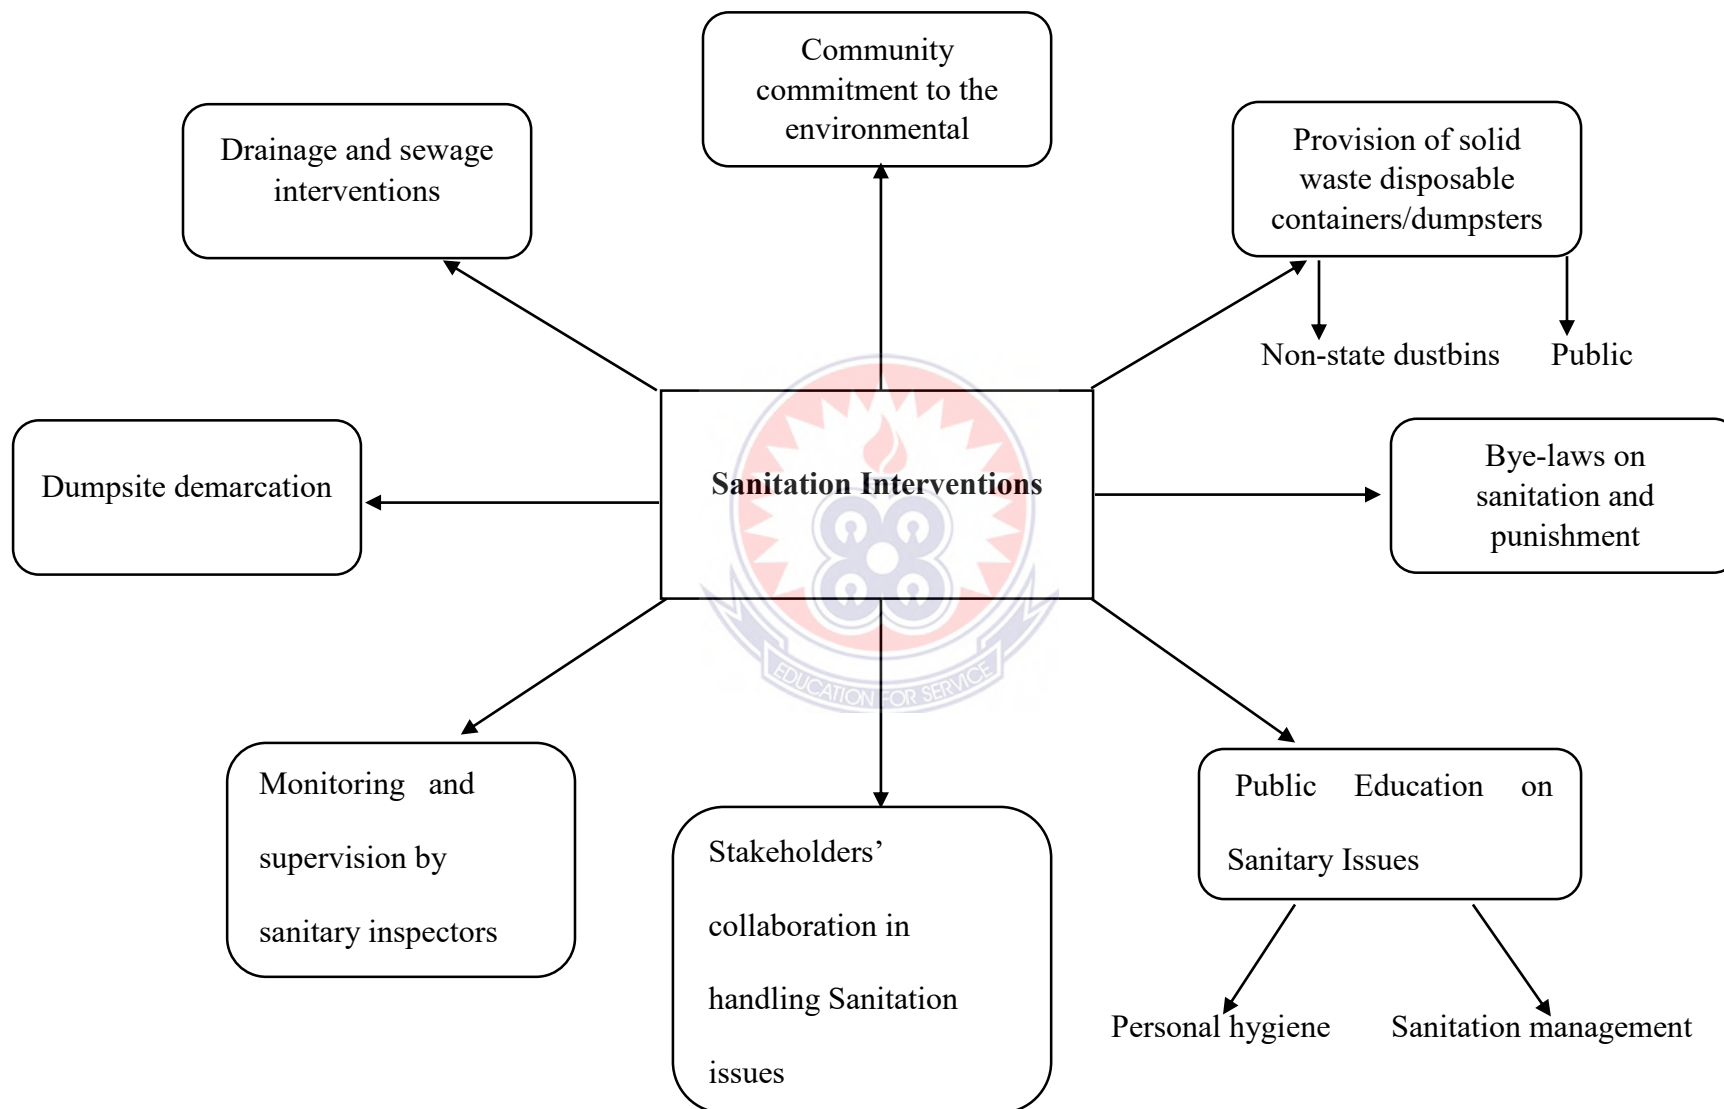 Community
commitment to the
environmental
Drainage and sewage
interventions
Provision of solid
waste disposable
containers/dumpsters
Non-state dustbins
Public
Dumpsite demarcation
Sanitation Interventions
Bye-laws on
sanitation and
punishment
EDUCATION FOR SERVICE
Monitoring and
supervision by
sanitary inspectors
Stakeholders’
collaboration in
handling Sanitation
issues
Public Education on
Sanitary Issues
Personal hygiene
Sanitation management